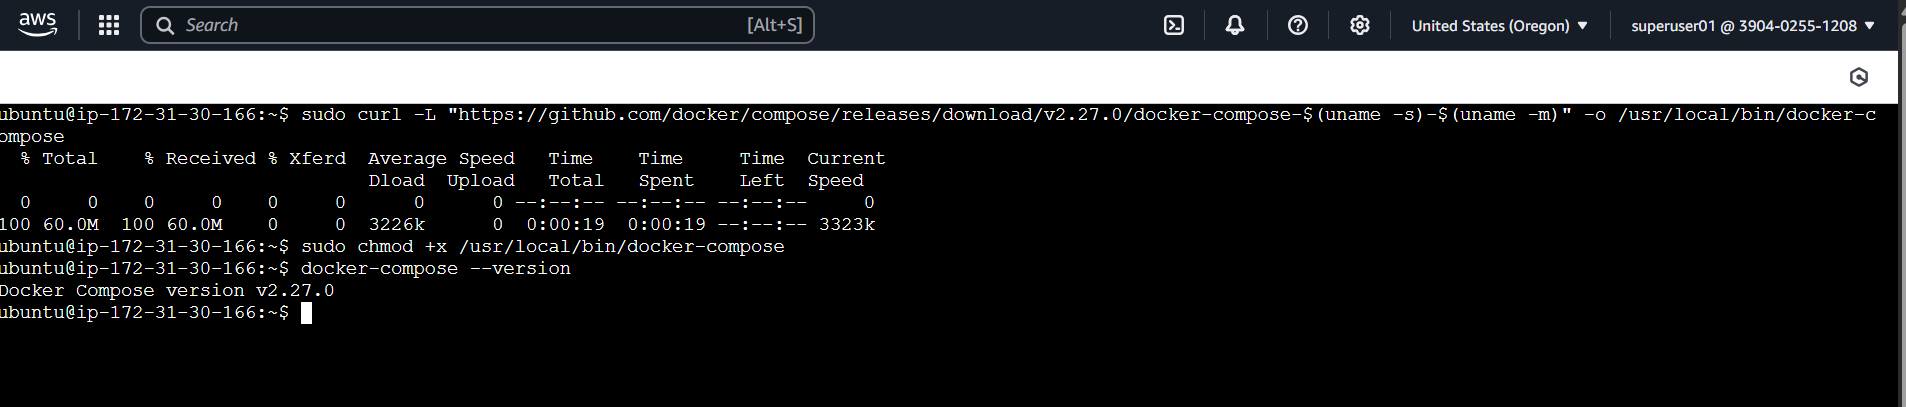 aws
Search [Alt+S]
United States (Oregon)
superuser01 @ 3904-0255-1208
ubuntu@ip-172-31-30-166:~$ sudo curl -L "https://github.com/docker/compose/releases/download/v2.27.0/docker-compose-$(uname -s)-$(uname -m)" -o /usr/local/bin/docker-c
ompose
% Total % Received % Xferd Average Speed Time Time Time Current
Dload Upload Total Spent Left Speed
0 0 0 0 0 0 0 0 --:--:-- --:--:-- --:--:-- 0
100 60.0M 100 60.0M 0 0 3226k 0 0:00:19 0:00:19 --:--:-- 3323k
ubuntu@ip-172-31-30-166:~$ sudo chmod +x /usr/local/bin/docker-compose
ubuntu@ip-172-31-30-166:~$ docker-compose --version
Docker Compose version v2.27.0
ubuntu@ip-172-31-30-166:~$